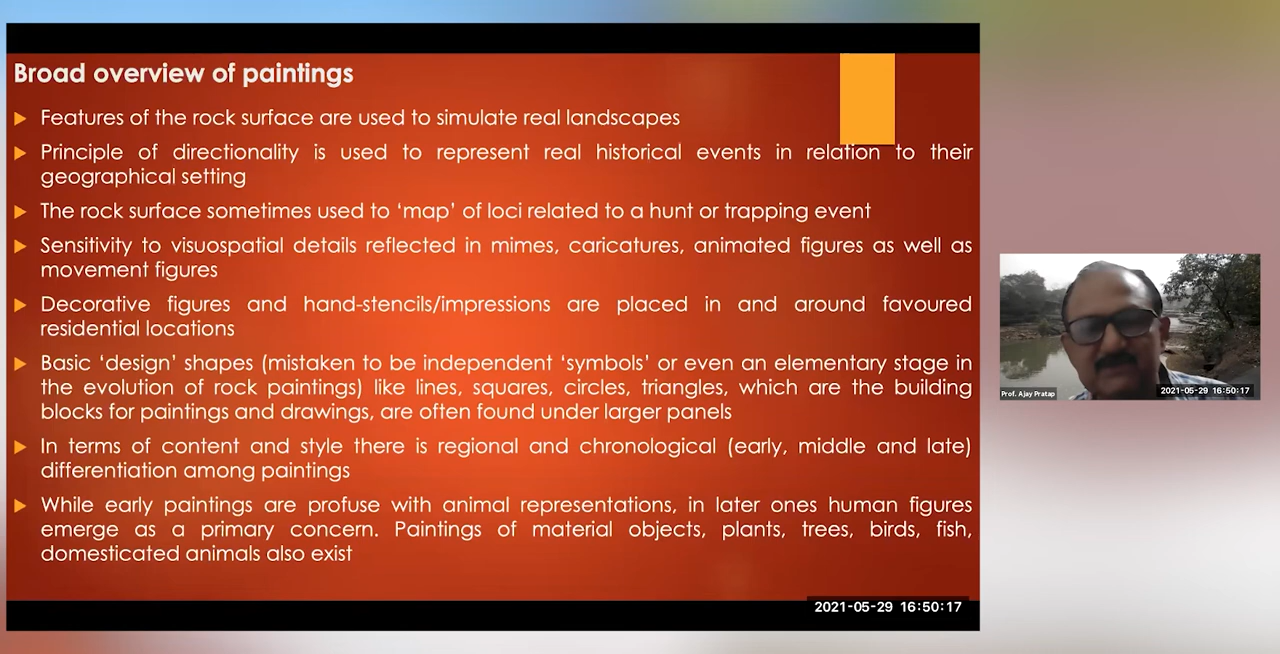 Broad overview of paintings
Features of the rock surface are used to simulate real landscapes
Principle of directionality is used to represent real historical events in relation to their
geographical setting
The rock surface sometimes used to ‘map’ of loci related to a hunt or trapping event
Sensitivity to visuospatial details reflected in mimes, caricatures, animated figures as well as
movement figures
Decorative figures and hand-stencils/impressions are placed in and around favoured
residential locations
Basic ‘design’ shapes (mistaken to be independent ‘symbols’ or even an elementary stage in
the evolution of rock paintings) like lines, squares, circles, triangles, which are the building
blocks for paintings and drawings, are often found under larger panels
In terms of content and style there is regional and chronological (early, middle and late)
differentiation among paintings
While early paintings are profuse with animal representations, in later ones human figures
emerge as a primary concern. Paintings of material objects, plants, trees, birds, fish,
domesticated animals also exist
2021-05-29 16:50:17
Prof. Ajay Pratap
2021-05-29 16:50:17